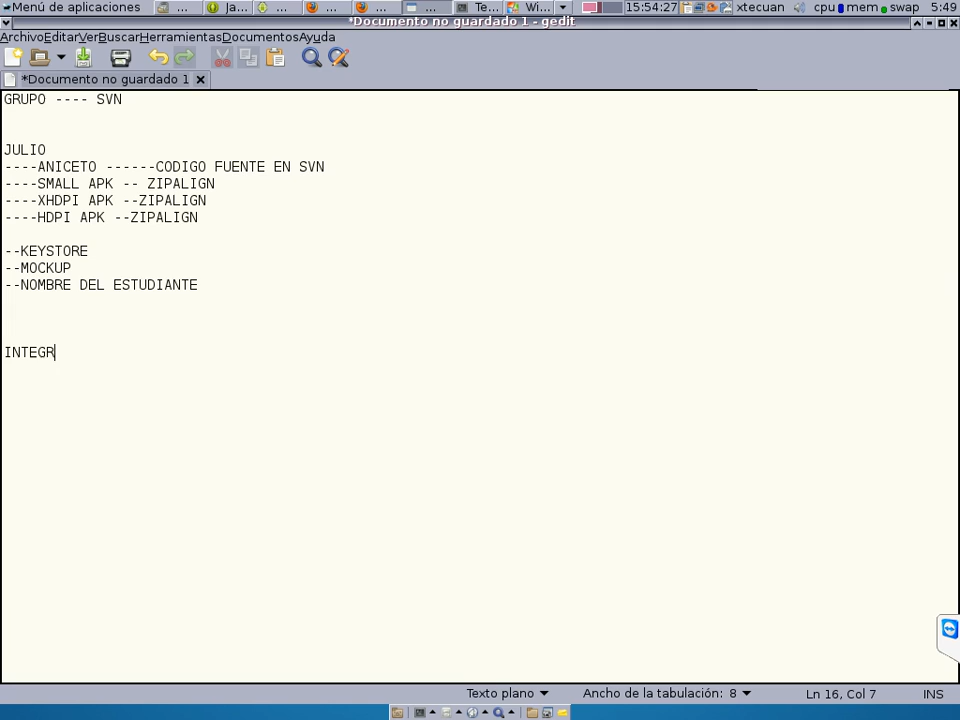 Menú de aplicaciones ... Ja... ... ... ... ... Te... Wi... 15:54:27 xtecuan cpu mem swap 5:49
*Documento no guardado 1 - gedit
Archivo Editar Ver Buscar Herramientas Documentos Ayuda
*Documento no guardado 1
GRUPO ---- SVN
JULIO
----ANICETO ------CODIGO FUENTE EN SVN
----SMALL APK -- ZIPALIGN
----XHDPI APK --ZIPALIGN
----HDPI APK --ZIPALIGN
--KEYSTORE
--MOCKUP
--NOMBRE DEL ESTUDIANTE
INTEGR
Texto plano Ancho de la tabulación: 8 Ln 16, Col 7 INS